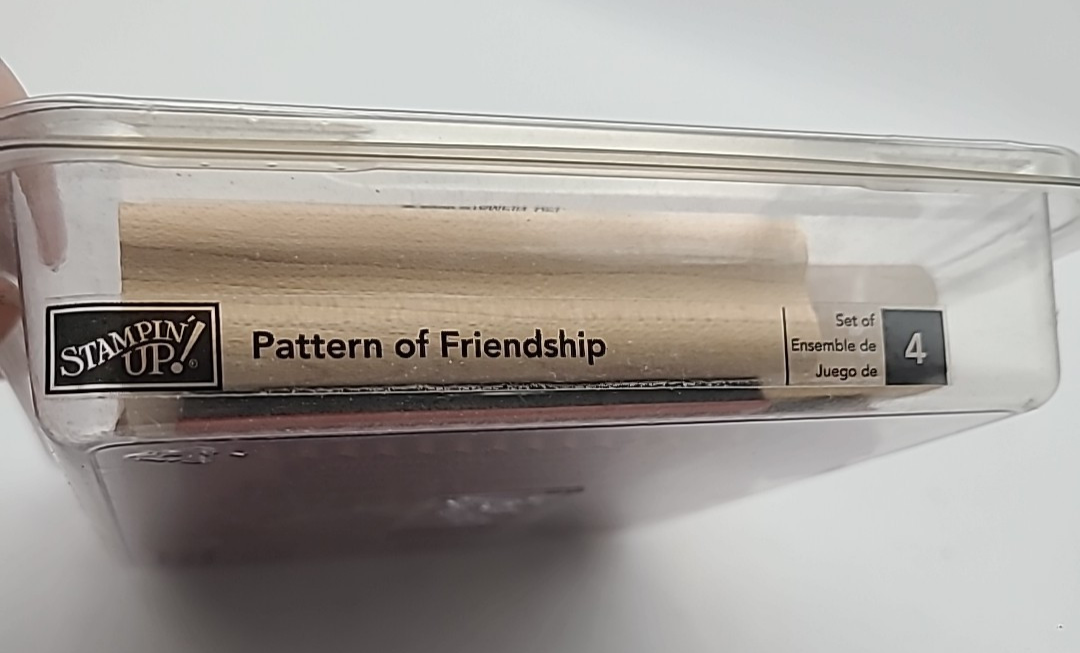 STAMPIN'
UP!®
Pattern of Friendship
Set of
Ensemble de
Juego de
4